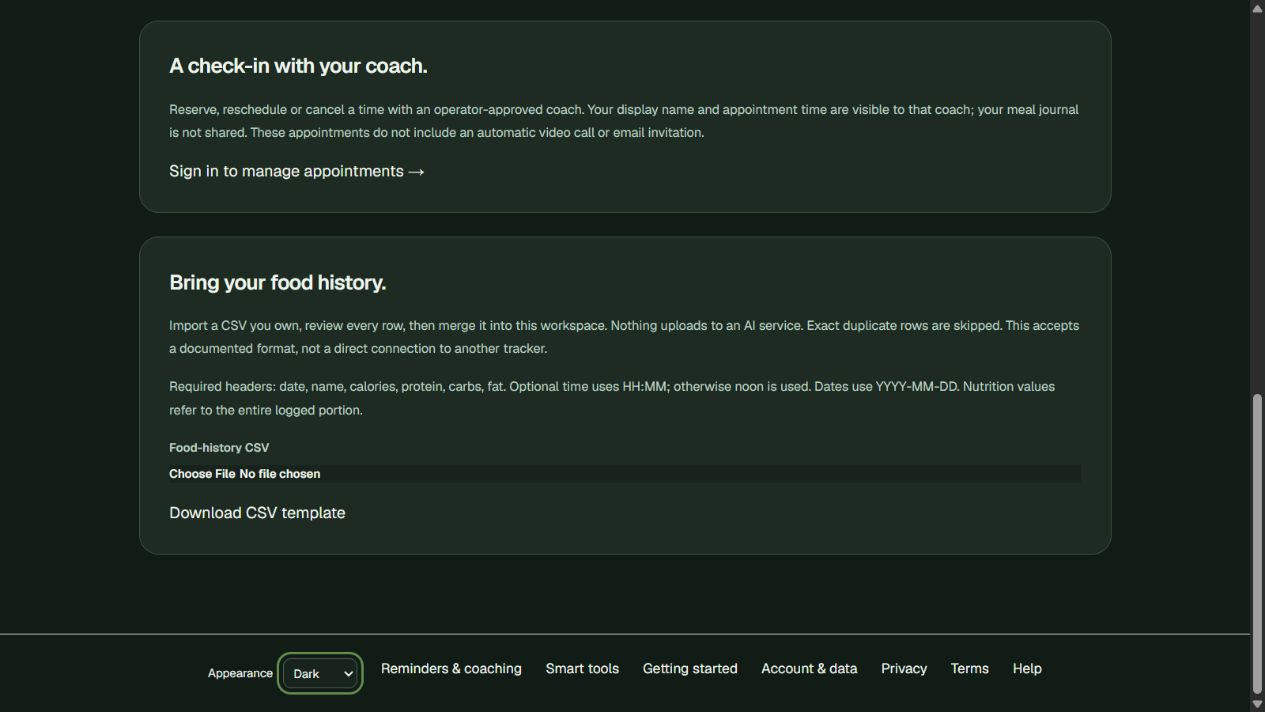 A check-in with your coach.
Reserve, reschedule or cancel a time with an operator-approved coach. Your display name and appointment time are visible to that coach; your meal journal
is not shared. These appointments do not include an automatic video call or email invitation.
Sign in to manage appointments →
Bring your food history.
Import a CSV you own, review every row, then merge it into this workspace. Nothing uploads to an AI service. Exact duplicate rows are skipped. This accepts
a documented format, not a direct connection to another tracker.
Required headers: date, name, calories, protein, carbs, fat. Optional time uses HH:MM; otherwise noon is used. Dates use YYYY-MM-DD. Nutrition values
refer to the entire logged portion.
Food-history CSV
Choose File No file chosen
Download CSV template
Appearance Dark Reminders & coaching Smart tools Getting started Account & data Privacy Terms Help